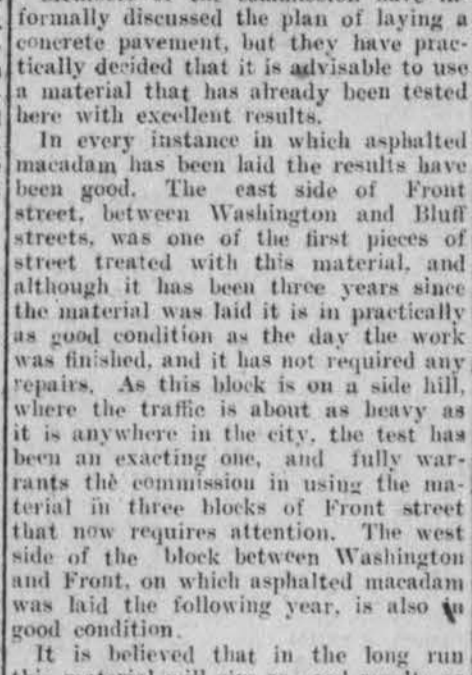 formally discussed the plan of laying a
concrete pavement, but they have prac-
tically decided that it is advisable to use
a material that has already been tested
here with excellent results.
In every instance in which asphalted
macadam has been laid the results have
been good. The east side of Front
street, between Washington and Bluff
streets, was one of the first pieces of
street treated with this material, and
although it has been three years since
the material was laid it is in practically
as good condition as the day the work
was finished, and it has not required any
repairs. As this block is on a side hill,
where the traffic is about as heavy as
it is anywhere in the city, the test has
been an exacting one, and fully war-
rants the commission in using the ma-
terial in three blocks of Front street
that now requires attention. The west
side of the block between Washington
and Front, on which asphalted macadam
was laid the following year, is also in
good condition.
It is believed that in the long run